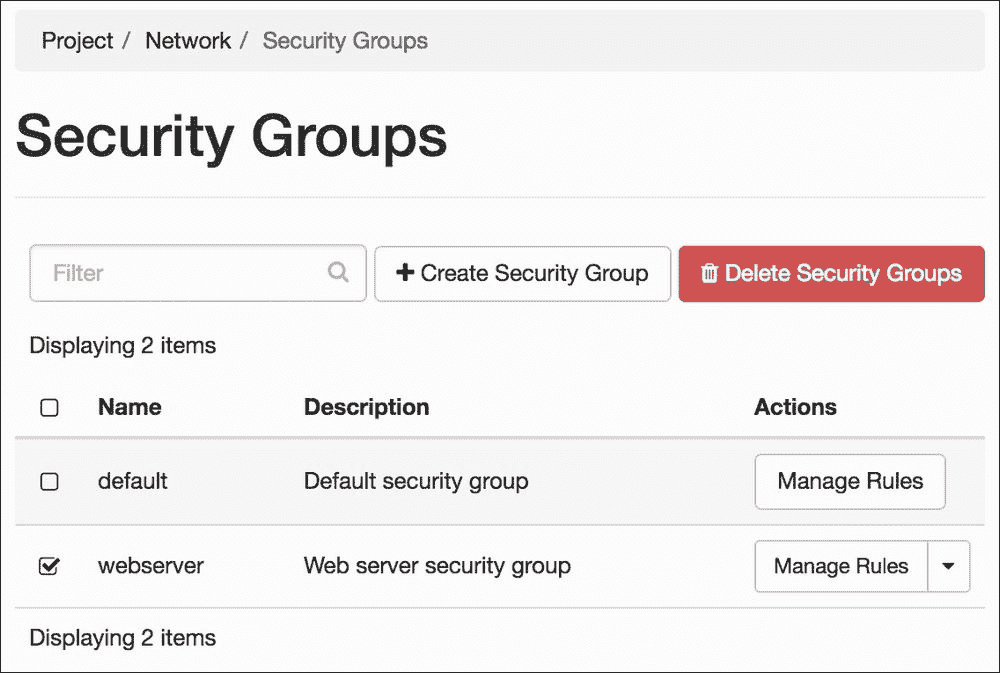 Project / Network / Security Groups
Security Groups
Filter Create Security Group Delete Security Groups
Displaying 2 items
Name Description Actions
default Default security group Manage Rules
webserver Web server security group Manage Rules
Displaying 2 items